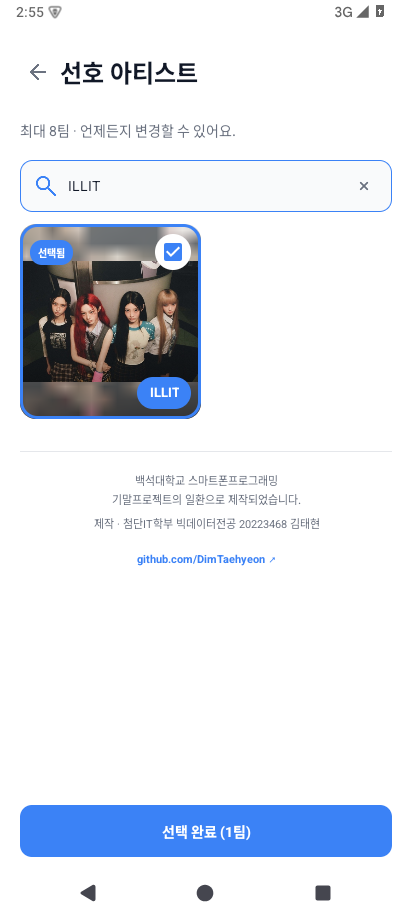 2:55
3G
선호 아티스트
최대 8팀 · 언제든지 변경할 수 있어요.
ILLIT
선택됨
ILLIT
백석대학교 스마트폰프로그래밍
기말프로젝트의 일환으로 제작되었습니다.
제작 · 첨단IT학부 빅데이터전공 20223468 김태현
github.com/DimTaehyeon ↗
선택 완료 (1팀)